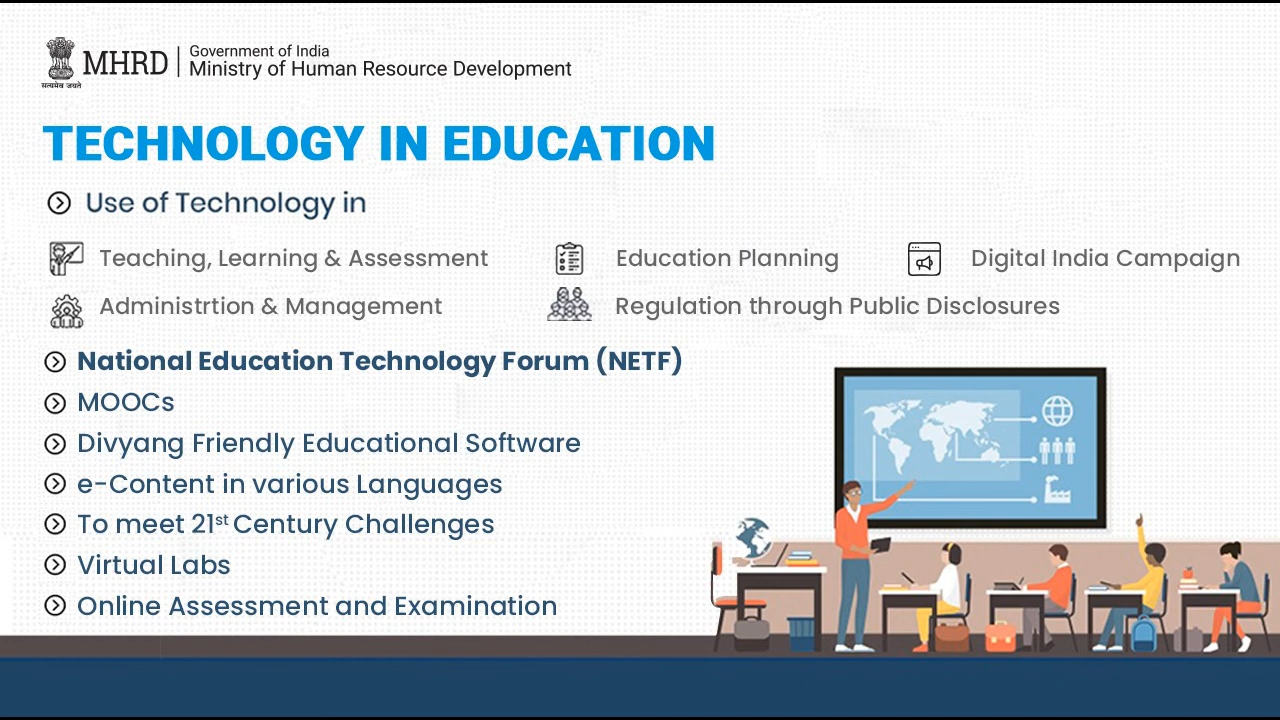 MHRD
Government of India
Ministry of Human Resource Development
सत्यमेव जयते
TECHNOLOGY IN EDUCATION
Use of Technology in
Teaching, Learning & Assessment
Education Planning
Digital India Campaign
Administrtion & Management
Regulation through Public Disclosures
National Education Technology Forum (NETF)
MOOCs
Divyang Friendly Educational Software
e-Content in various Languages
To meet 21st Century Challenges
Virtual Labs
Online Assessment and Examination